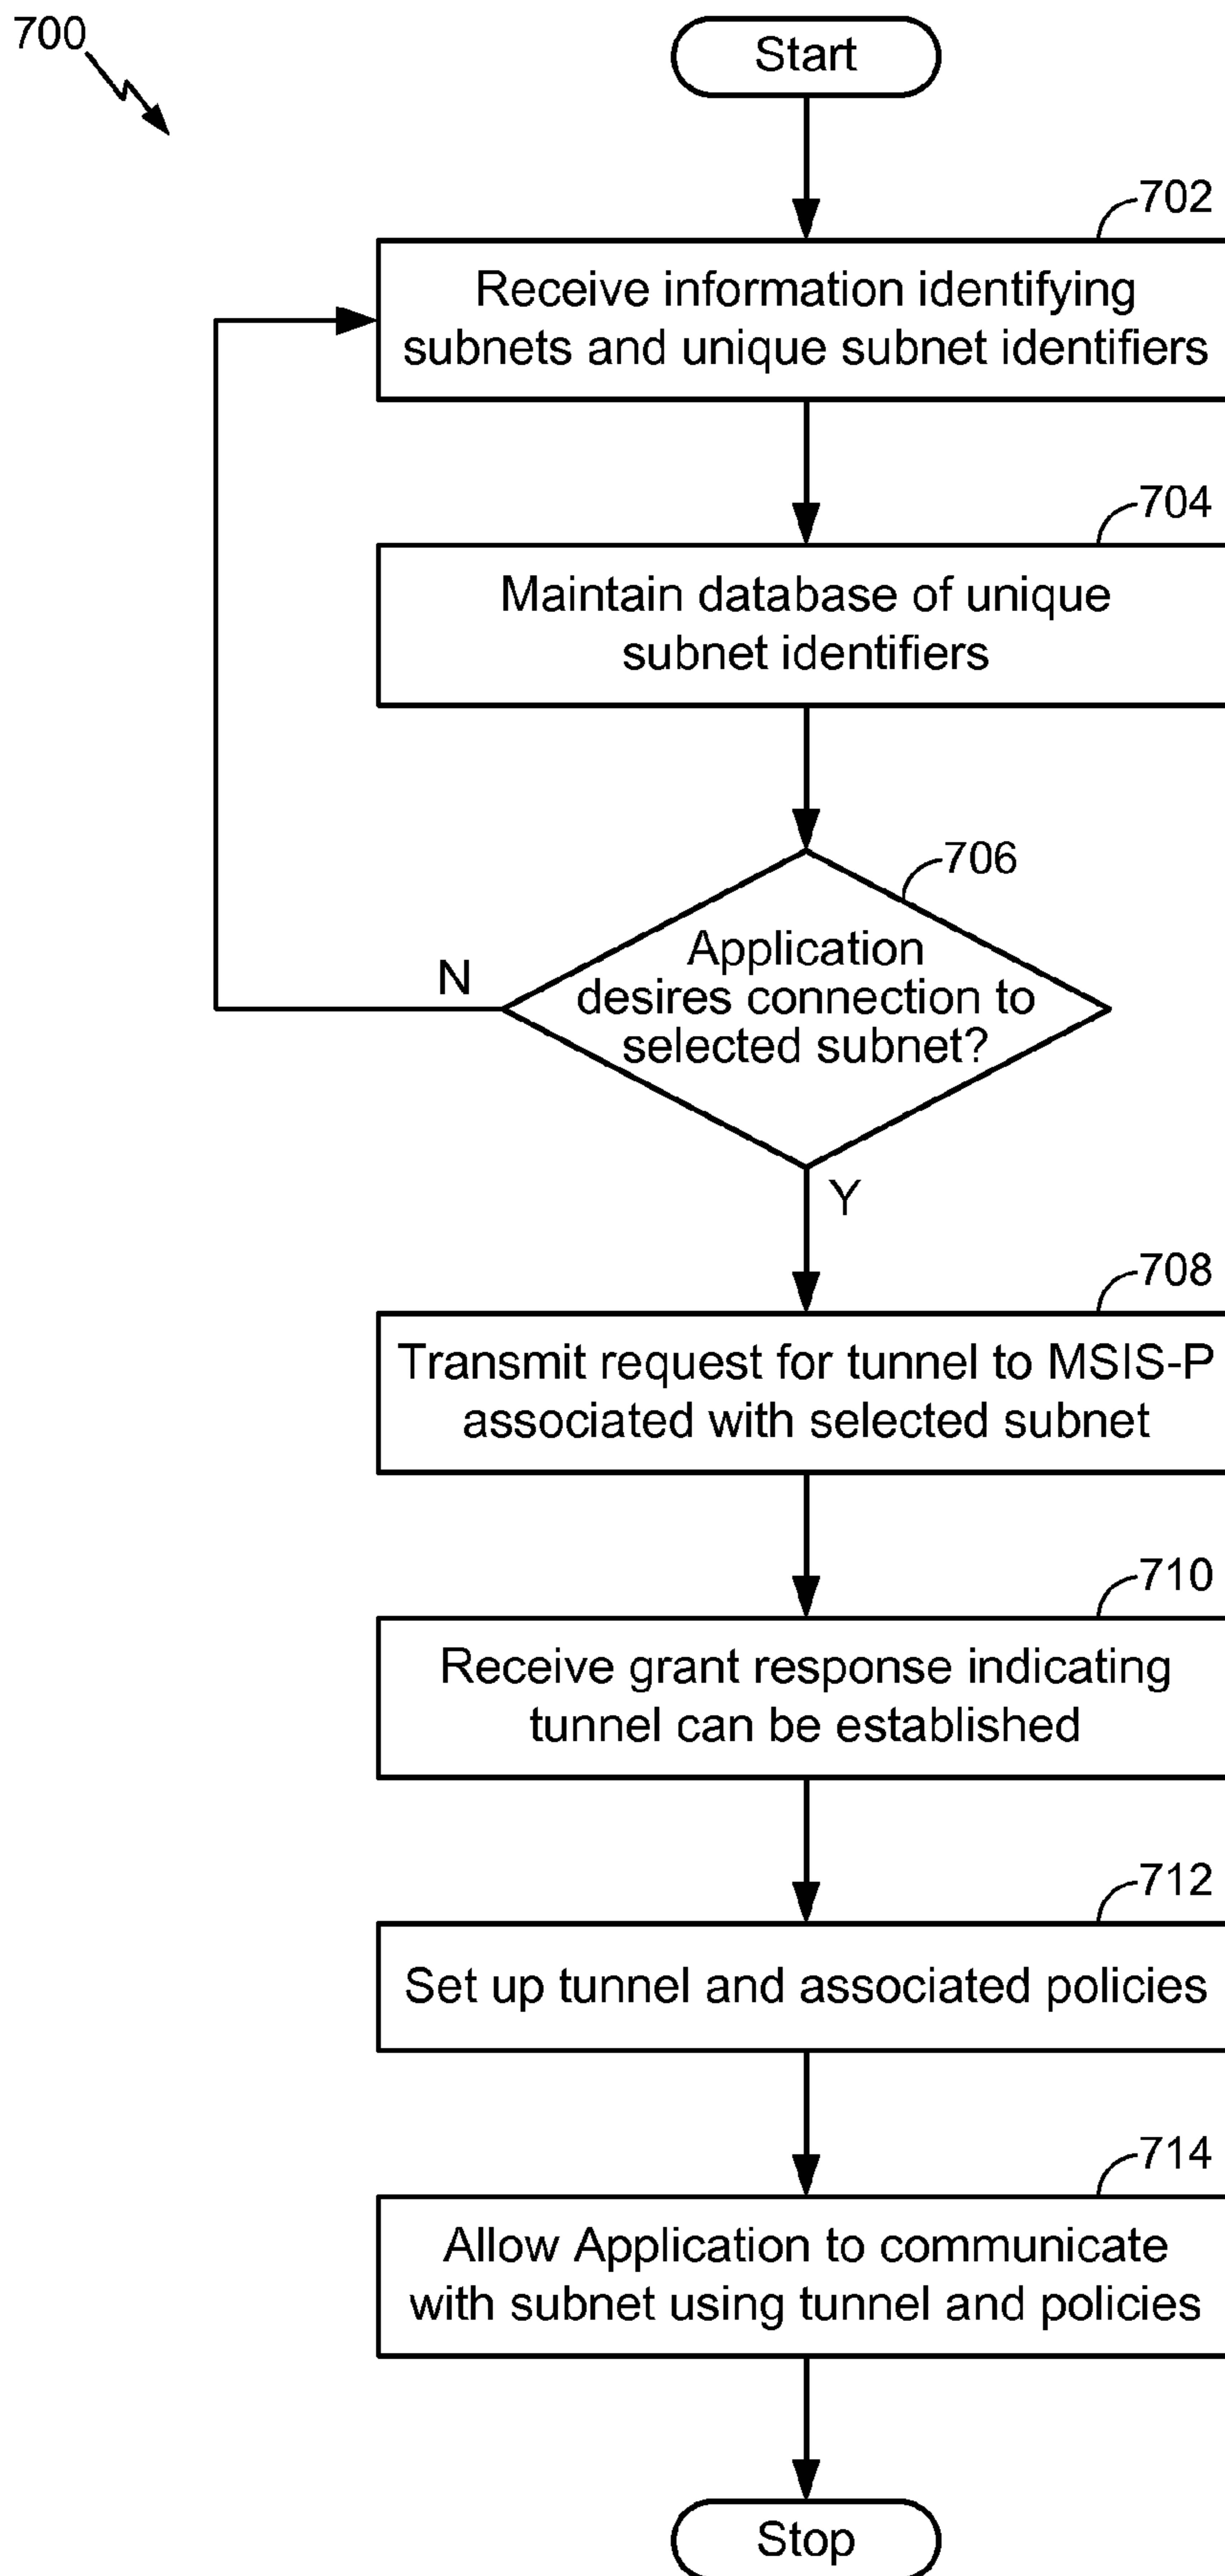 700
Start
702
Receive information identifying
subnets and unique subnet identifiers
704
Maintain database of unique
subnet identifiers
706
Application
desires connection to
selected subnet?
N
Y
708
Transmit request for tunnel to MSIS-P
associated with selected subnet
710
Receive grant response indicating
tunnel can be established
712
Set up tunnel and associated policies
714
Allow Application to communicate
with subnet using tunnel and policies
Stop